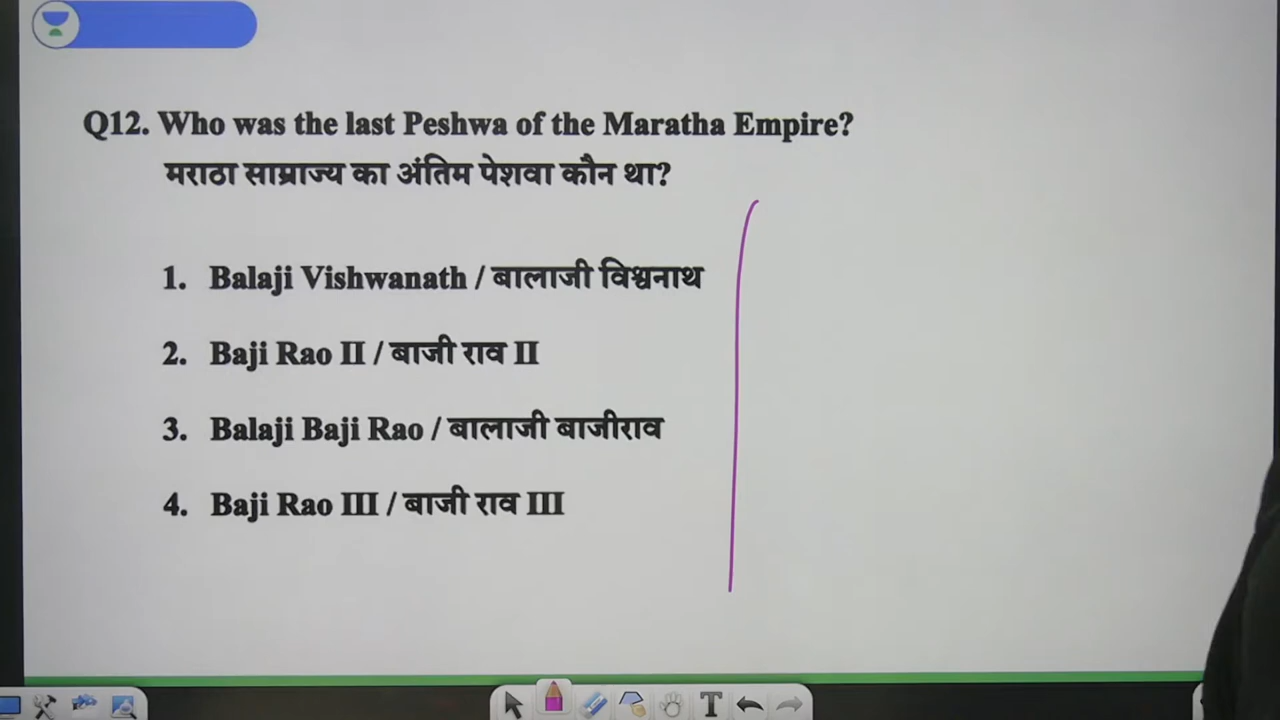 Q12. Who was the last Peshwa of the Maratha Empire?
मराठा साम्राज्य का अंतिम पेशवा कौन था?
1. Balaji Vishwanath / बालाजी विश्वनाथ
2. Baji Rao II / बाजी राव II
3. Balaji Baji Rao / बालाजी बाजीराव
4. Baji Rao III / बाजी राव III
T